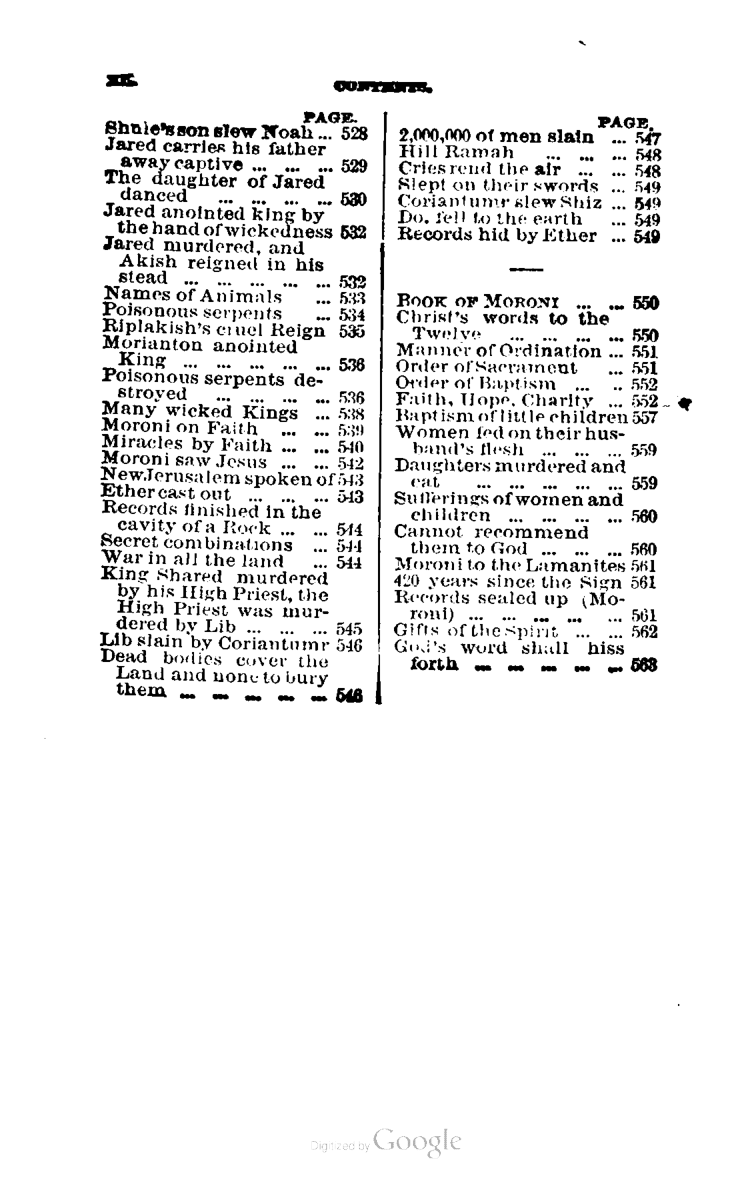 XX. CONTENTS.
PAGE.
Shule's son slew Noah ... 528
Jared carries his father
away captive ... ... ... 529
The daughter of Jared
danced ... ... ... ... 530
Jared anointed king by
the hand of wickedness 532
Jared murdered, and
Akish reigned in his
stead ... ... ... ... ... 532
Names of Animals ... 533
Poisonous serpents ... 534
Riplakish's cruel Reign 535
Morianton anointed
King ... ... ... ... ... 536
Poisonous serpents de-
stroyed ... ... ... ... 536
Many wicked Kings ... 538
Moroni on Faith ... ... 539
Miracles by Faith ... ... 540
Moroni saw Jesus ... ... 542
New Jerusalem spoken of 543
Ether cast out ... ... ... 543
Records finished in the
cavity of a Rock ... ... 544
Secret combinations ... 544
War in all the land ... 544
King Shared murdered
by his High Priest, the
High Priest was mur-
dered by Lib ... ... ... 545
Lib slain by Coriantumr 546
Dead bodies cover the
Land and none to bury
them ... ... ... ... ... 546
PAGE.
2,000,000 of men slain ... 547
Hill Ramah ... ... ... 548
Cries rend the air ... ... 548
Slept on their swords ... 549
Coriantumr slew Shiz ... 549
Do. fell to the earth ... 549
Records hid by Ether ... 549
BOOK OF MORONI ... ... 550
Christ's words to the
Twelve ... ... ... ... 550
Manner of Ordination ... 551
Order of Sacrament ... 551
Order of Baptism ... .. 552
Faith, Hope, Charity ... 552
Baptism of little children 557
Women fed on their hus-
band's flesh ... ... ... 559
Daughters murdered and
eat ... ... ... ... ... 559
Sufferings of women and
children ... ... ... ... 560
Cannot recommend
them to God ... ... ... 560
Moroni to the Lamanites 561
420 years since the Sign 561
Records sealed up (Mo-
roni) ... ... ... ... ... 561
Gifts of the Spirit ... ... 562
God's word shall hiss
forth ... ... ... ... ... 563
Digitized by Google